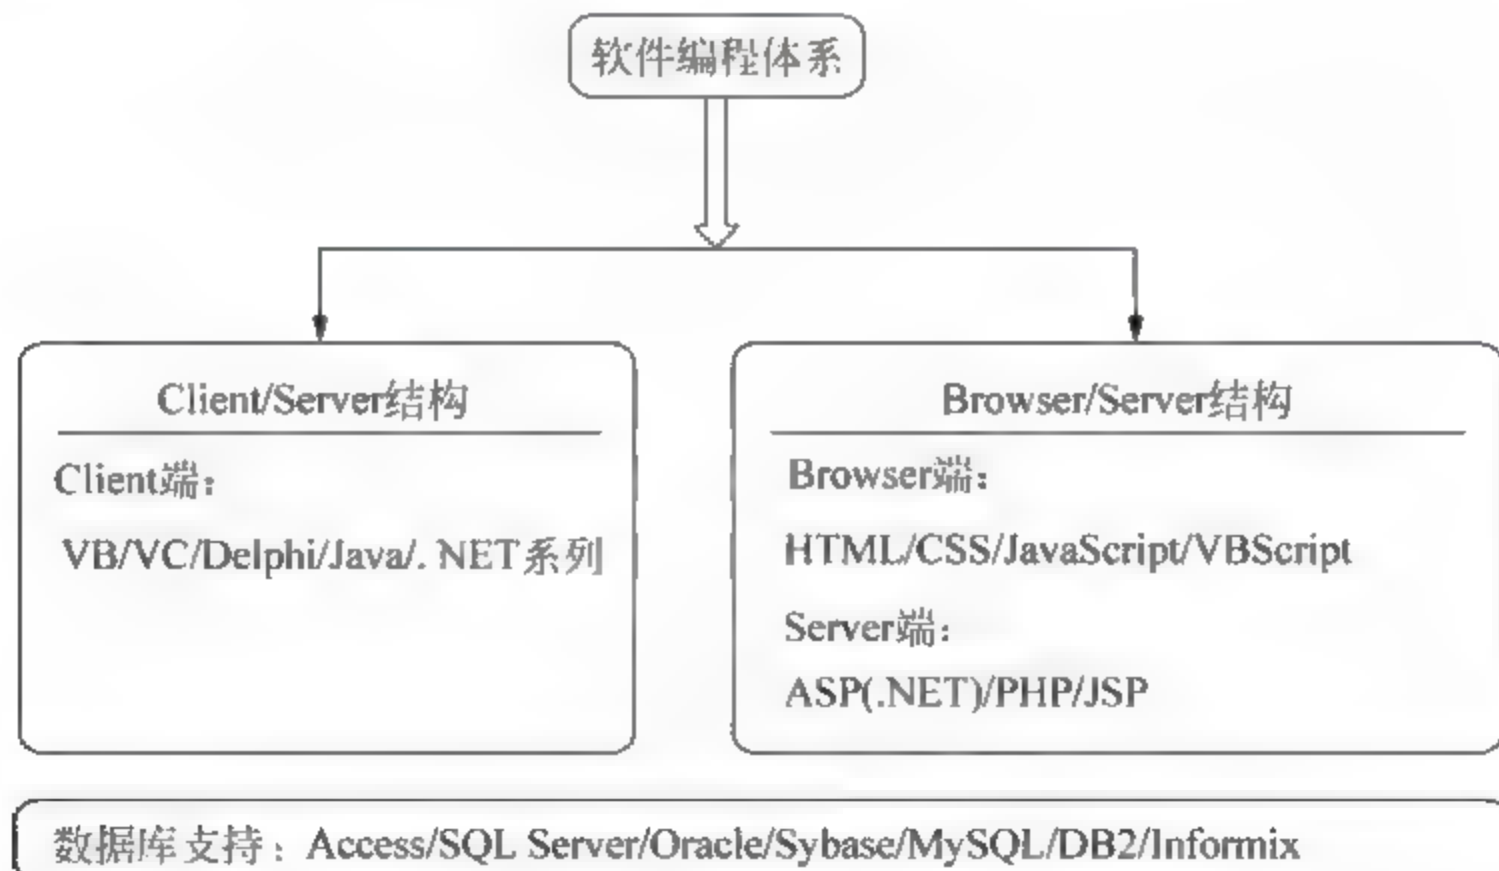 软件编程体系
Client/Server结构
Client端：
VB/VC/Delphi/Java/. NET系列
Browser/Server结构
Browser端：
HTML/CSS/JavaScript/VBScript
Server端：
ASP(.NET)/PHP/JSP
数据库支持：Access/SQL Server/Oracle/Sybase/MySQL/DB2/Informix